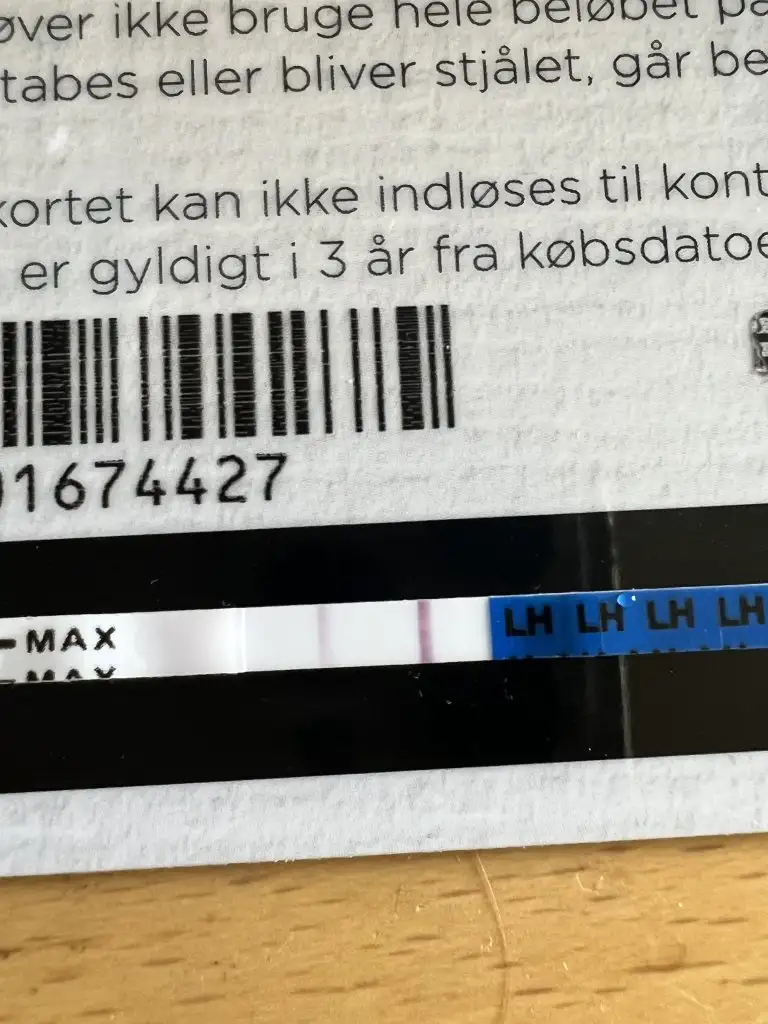 øver ikke bruge hele beløbet på
tabes eller bliver stjålet, går be
kortet kan ikke indløses til kont
er gyldigt i 3 år fra købsdatoe
1674427
MAX
LH LH LH LH
MAX